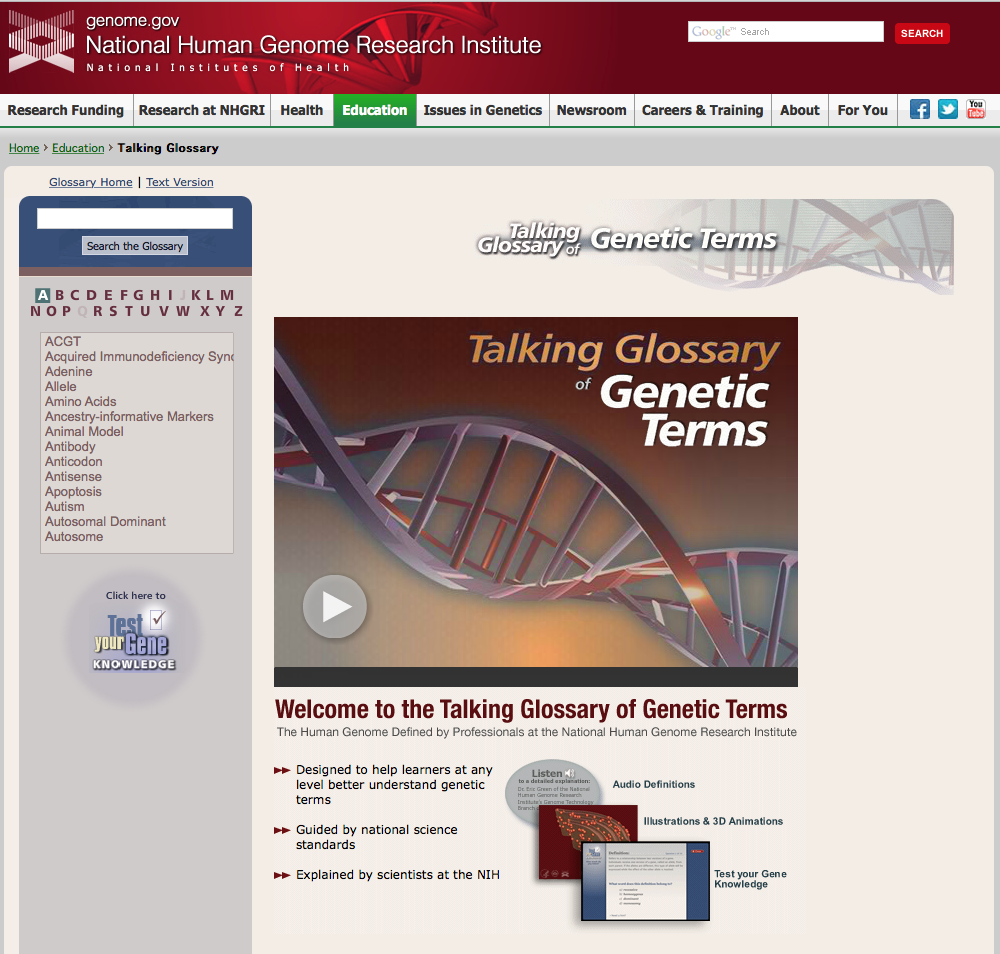 genome.gov
National Human Genome Research Institute
National Institutes of Health
Google™ Search
SEARCH
Research Funding
Research at NHGRI
Health
Education
Issues in Genetics
Newsroom
Careers & Training
About
For You
You
Tube
Home > Education > Talking Glossary
Glossary Home | Text Version
Search the Glossary
A B C D E F G H I J K L M
N O P Q R S T U V W X Y Z
ACGT
Acquired Immunodeficiency Sync
Adenine
Allele
Amino Acids
Ancestry-informative Markers
Animal Model
Antibody
Anticodon
Antisense
Apoptosis
Autism
Autosomal Dominant
Autosome
Click here to
Test
your Gene
KNOWLEDGE
Talking
Glossary of Genetic Terms
Talking Glossary
of Genetic
Terms
Welcome to the Talking Glossary of Genetic Terms
The Human Genome Defined by Professionals at the National Human Genome Research Institute
Designed to help learners at any
level better understand genetic
terms
Guided by national science
standards
Explained by scientists at the NIH
Listen
to a detailed explanation:
Dr. Eric Green of the National
Human Genome Research
Institute's Genome Technology
Branch
Audio Definitions
Illustrations & 3D Animations
Test your Gene
Knowledge